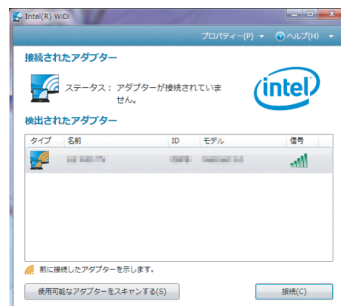 Intel(R) WiDi
プロパティー(P) ヘルプ(H)
接続されたアダプター
ステータス: アダプターが接続されていま
せん。
intel
検出されたアダプター
タイプ 名前 ID モデル 信号
前に接続したアダプターを示します。
使用可能なアダプターをスキャンする(S) 接続(C)